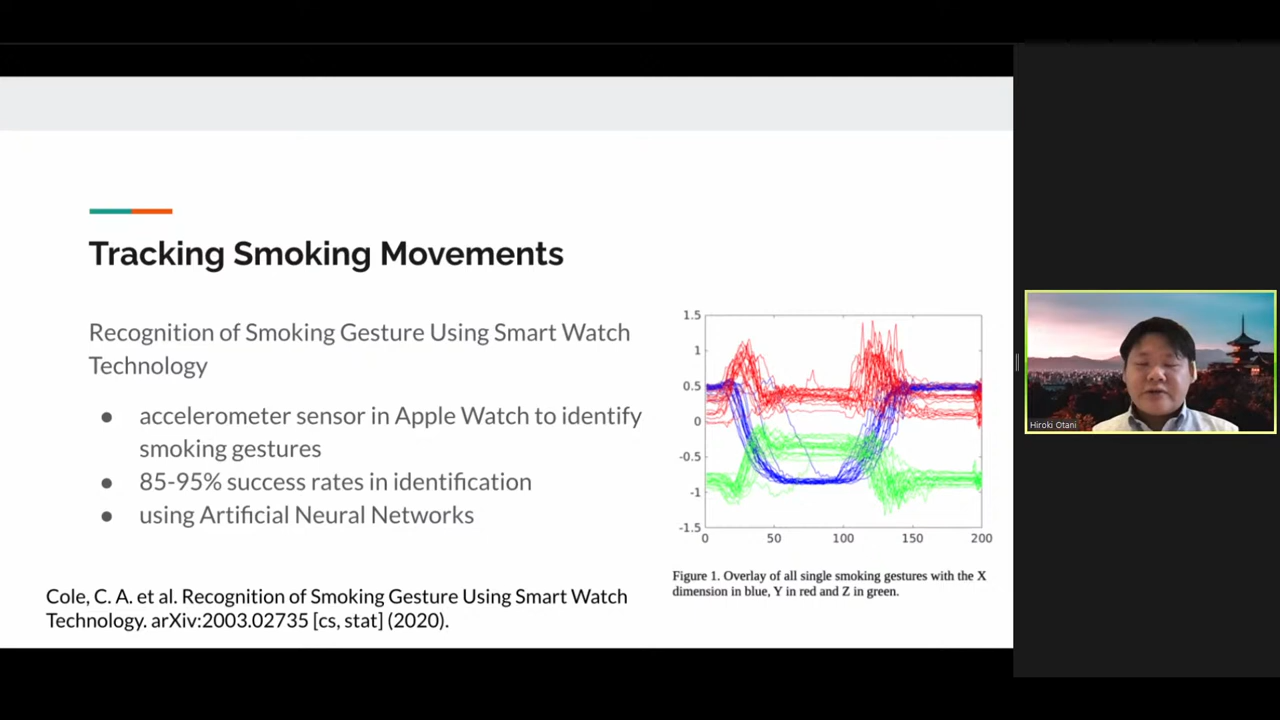 Tracking Smoking Movements
Recognition of Smoking Gesture Using Smart Watch
Technology
● accelerometer sensor in Apple Watch to identify
smoking gestures
● 85-95% success rates in identification
● using Artificial Neural Networks
Cole, C. A. et al. Recognition of Smoking Gesture Using Smart Watch
Technology. arXiv:2003.02735 [cs, stat] (2020).
1.5
1
0.5
0
-0.5
-1
-1.5
0 50 100 150 200
Figure 1. Overlay of all single smoking gestures with the X
dimension in blue, Y in red and Z in green.
Hiroki Otani